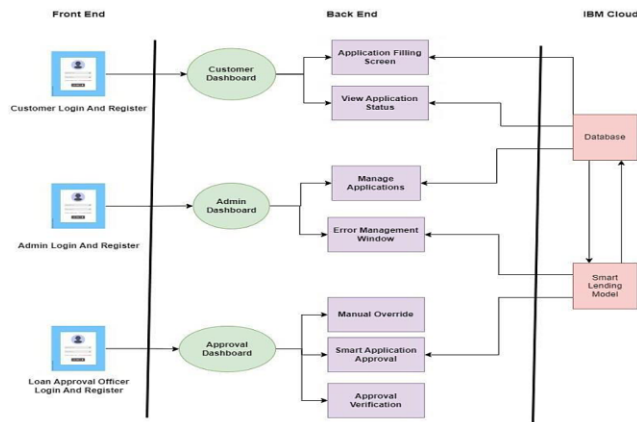 Front End
Back End
IBM Cloud
Customer Login And Register
Customer
Dashboard
Application Filling
Screen
View Application
Status
Database
Admin Login And Register
Admin
Dashboard
Manage
Applications
Error Management
Window
Smart
Lending
Model
Loan Approval Officer
Login And Register
Approval
Dashboard
Manual Override
Smart Application
Approval
Approval
Verification